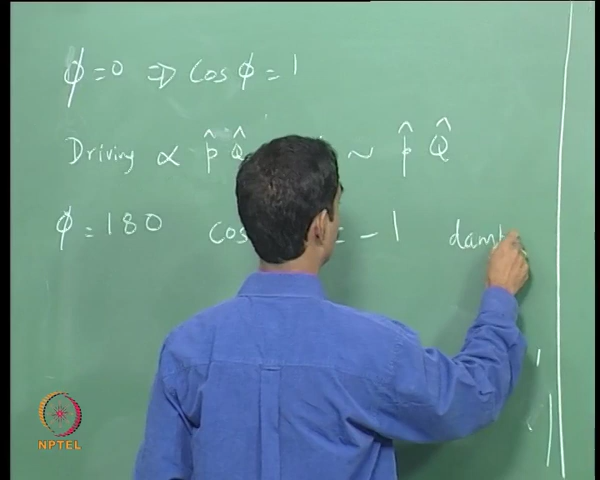 ϕ = 0 ⇒ Cos ϕ = 1
Driving ∝ p̂ Q̂ ~ p̂ Q̂
ϕ = 180 cos = - 1 damp
NPTEL